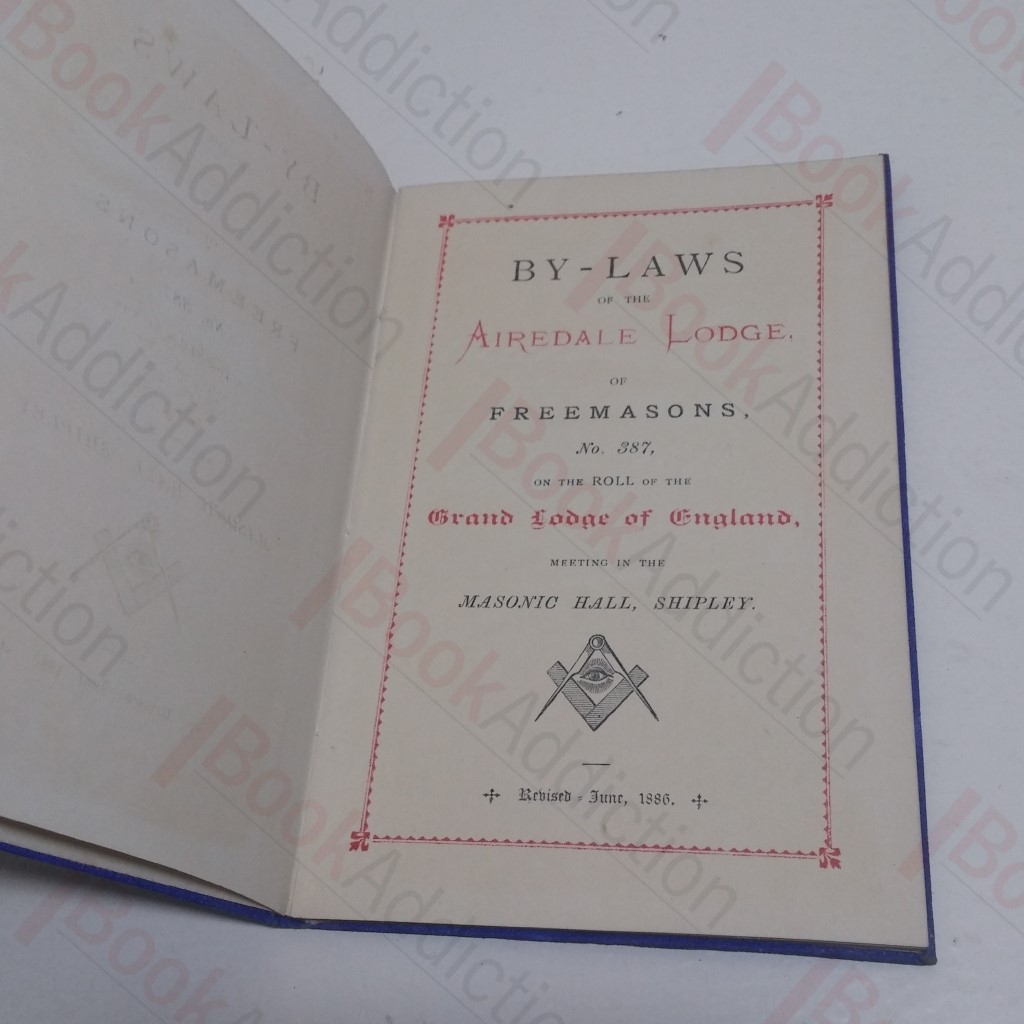 BY-LAWS
OF THE
AIREDALE LODGE,
OF
FREEMASONS,
No. 387,
ON THE ROLL OF THE
Grand Lodge of England,
MEETING IN THE
MASONIC HALL, SHIPLEY.
Revised = June, 1886.
BookAddiction